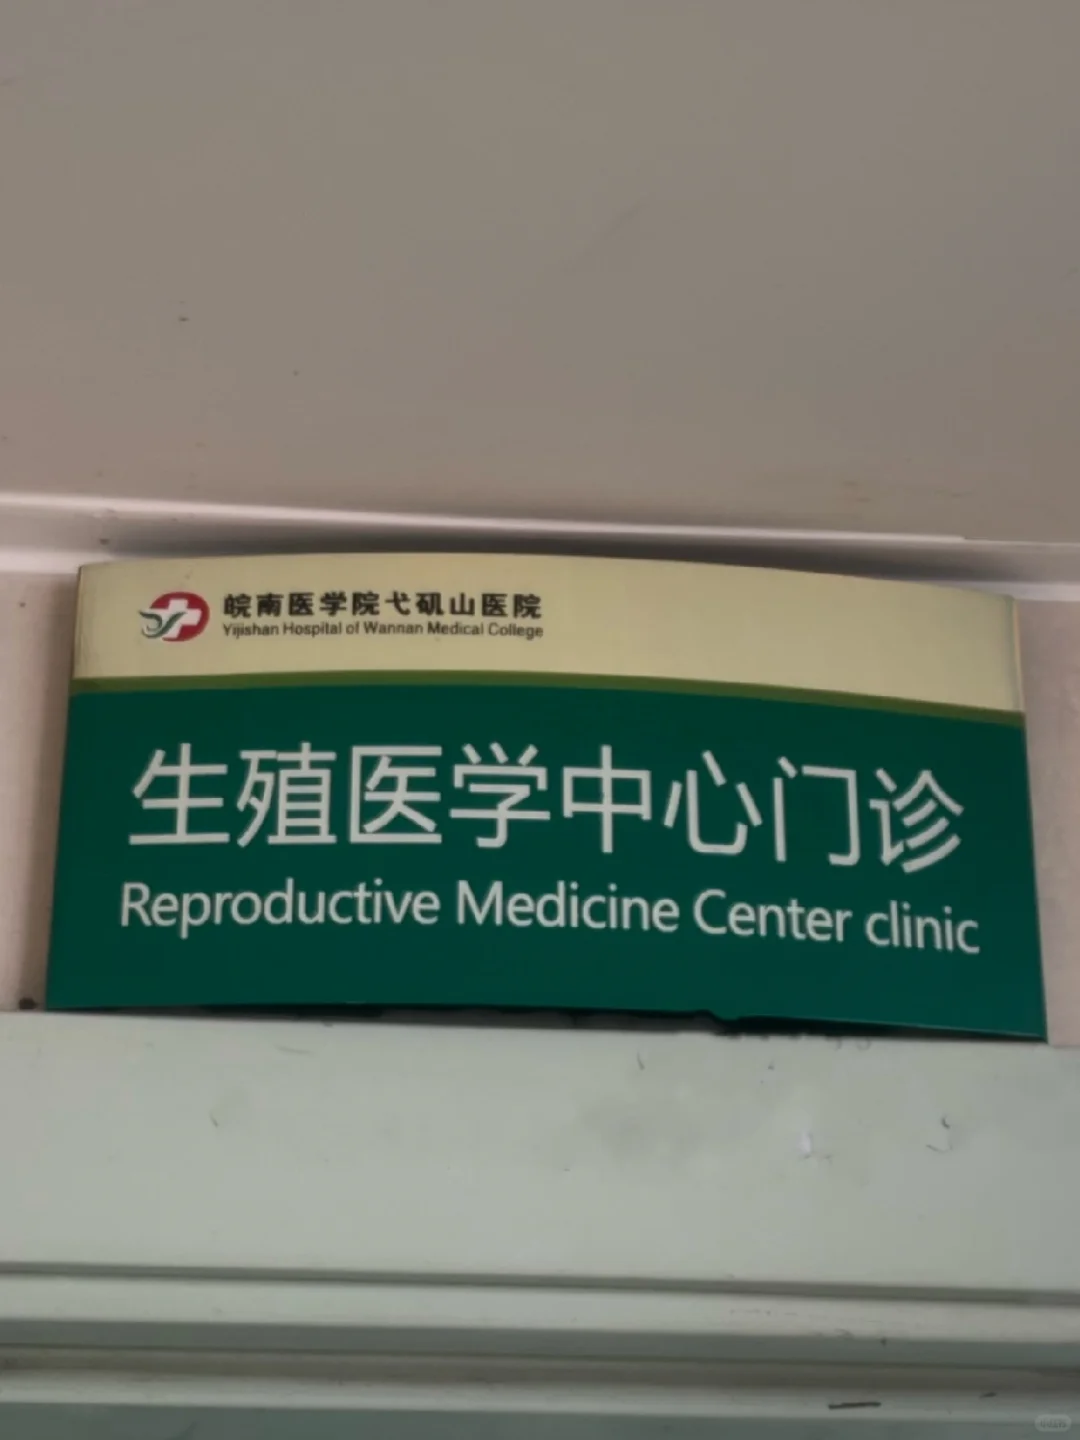 皖南医学院弋矶山医院
Yijishan Hospital of Wannan Medical College
生殖医学中心门诊
Reproductive Medicine Center clinic